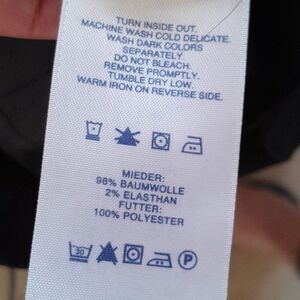 TURN INSIDE OUT.
MACHINE WASH COLD DELICATE.
WASH DARK COLORS
SEPARATELY.
DO NOT BLEACH.
REMOVE PROMPTLY.
TUMBLE DRY LOW.
WARM IRON ON REVERSE SIDE.
MIEDER:
98% BAUMWOLLE
2% ELASTHAN
FUTTER:
100% POLYESTER
30 P